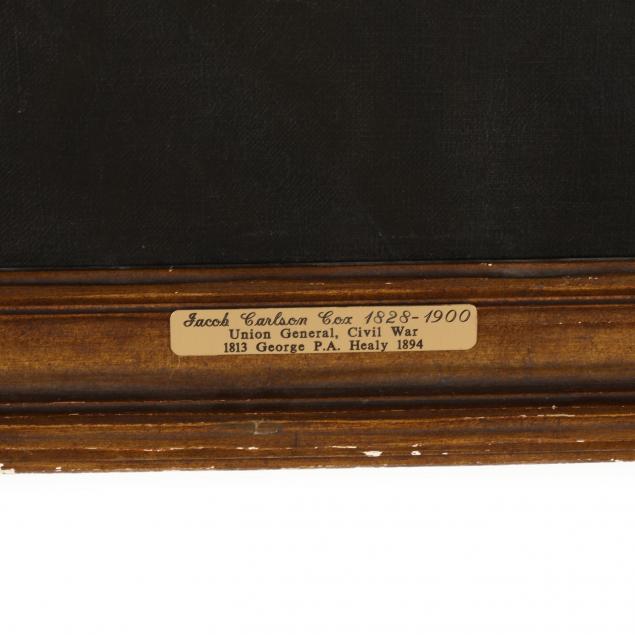 Jacob Carlson Cox 1828-1900
Union General, Civil War
1813 George P.A. Healy 1894